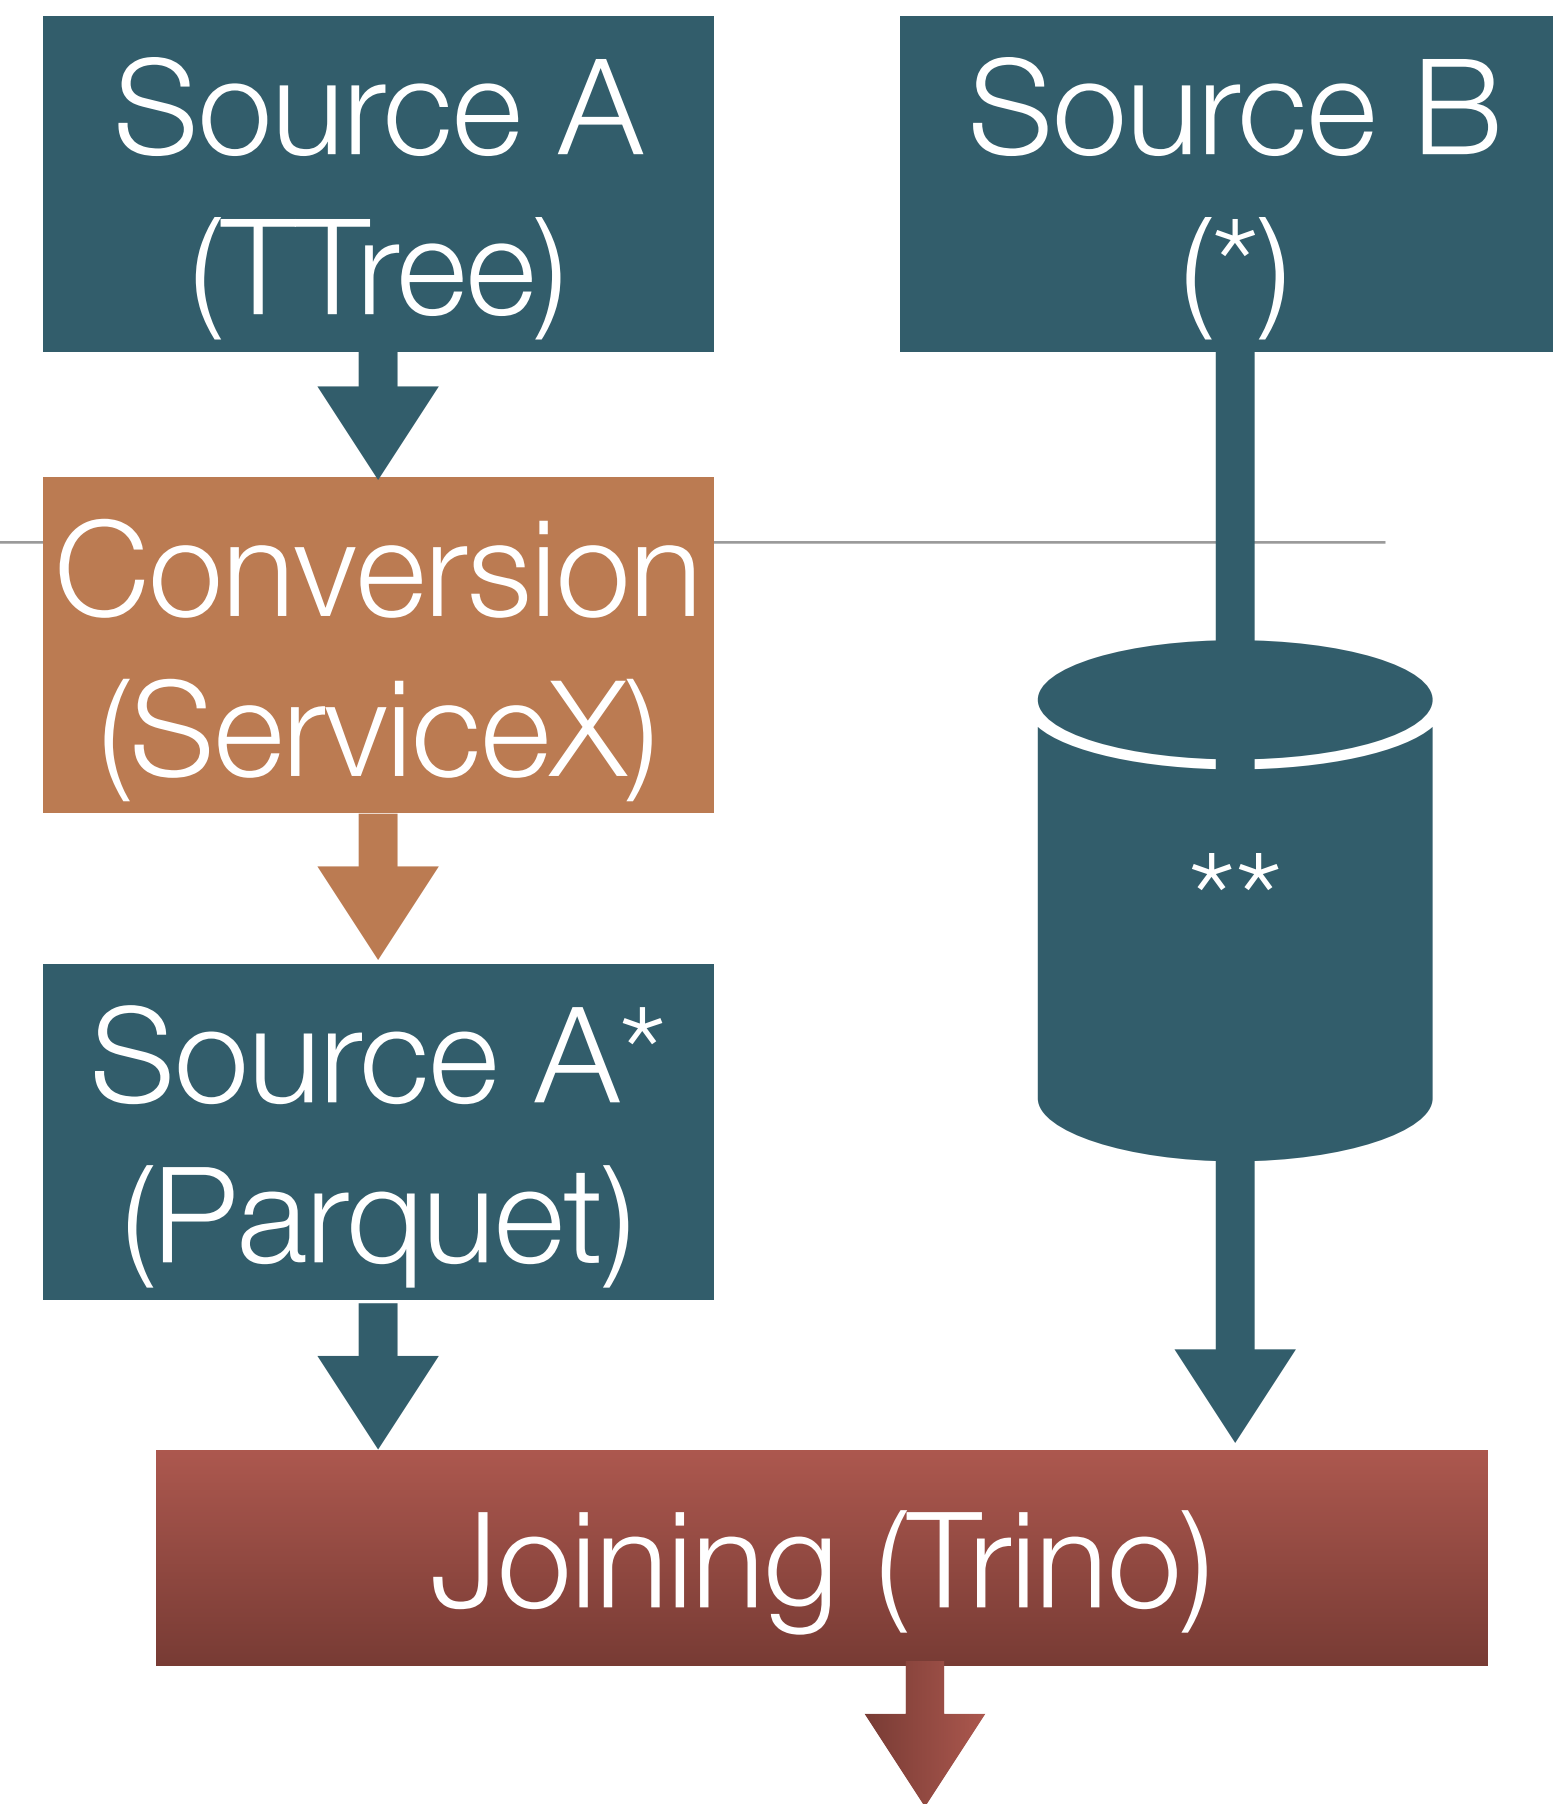 Source A
(TTree)
Source B
(*)
Conversion
(ServiceX)
**
Source A*
(Parquet)
Joining (Trino)